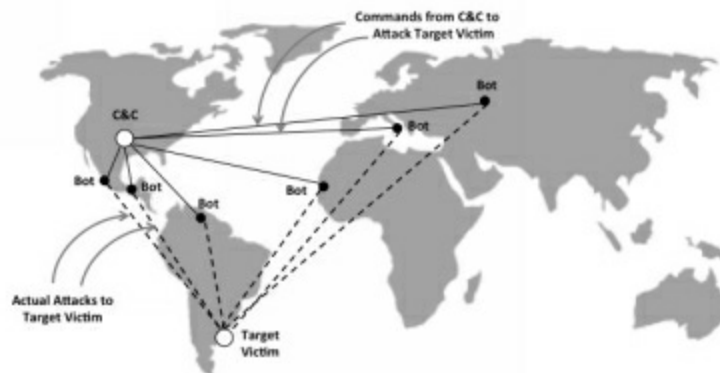 Commands from C&C to
Attack Target Victim
Bot
C&C
Bot
Bot
Bot
Bot
Bot
Actual Attacks to
Target Victim
Target
Victim